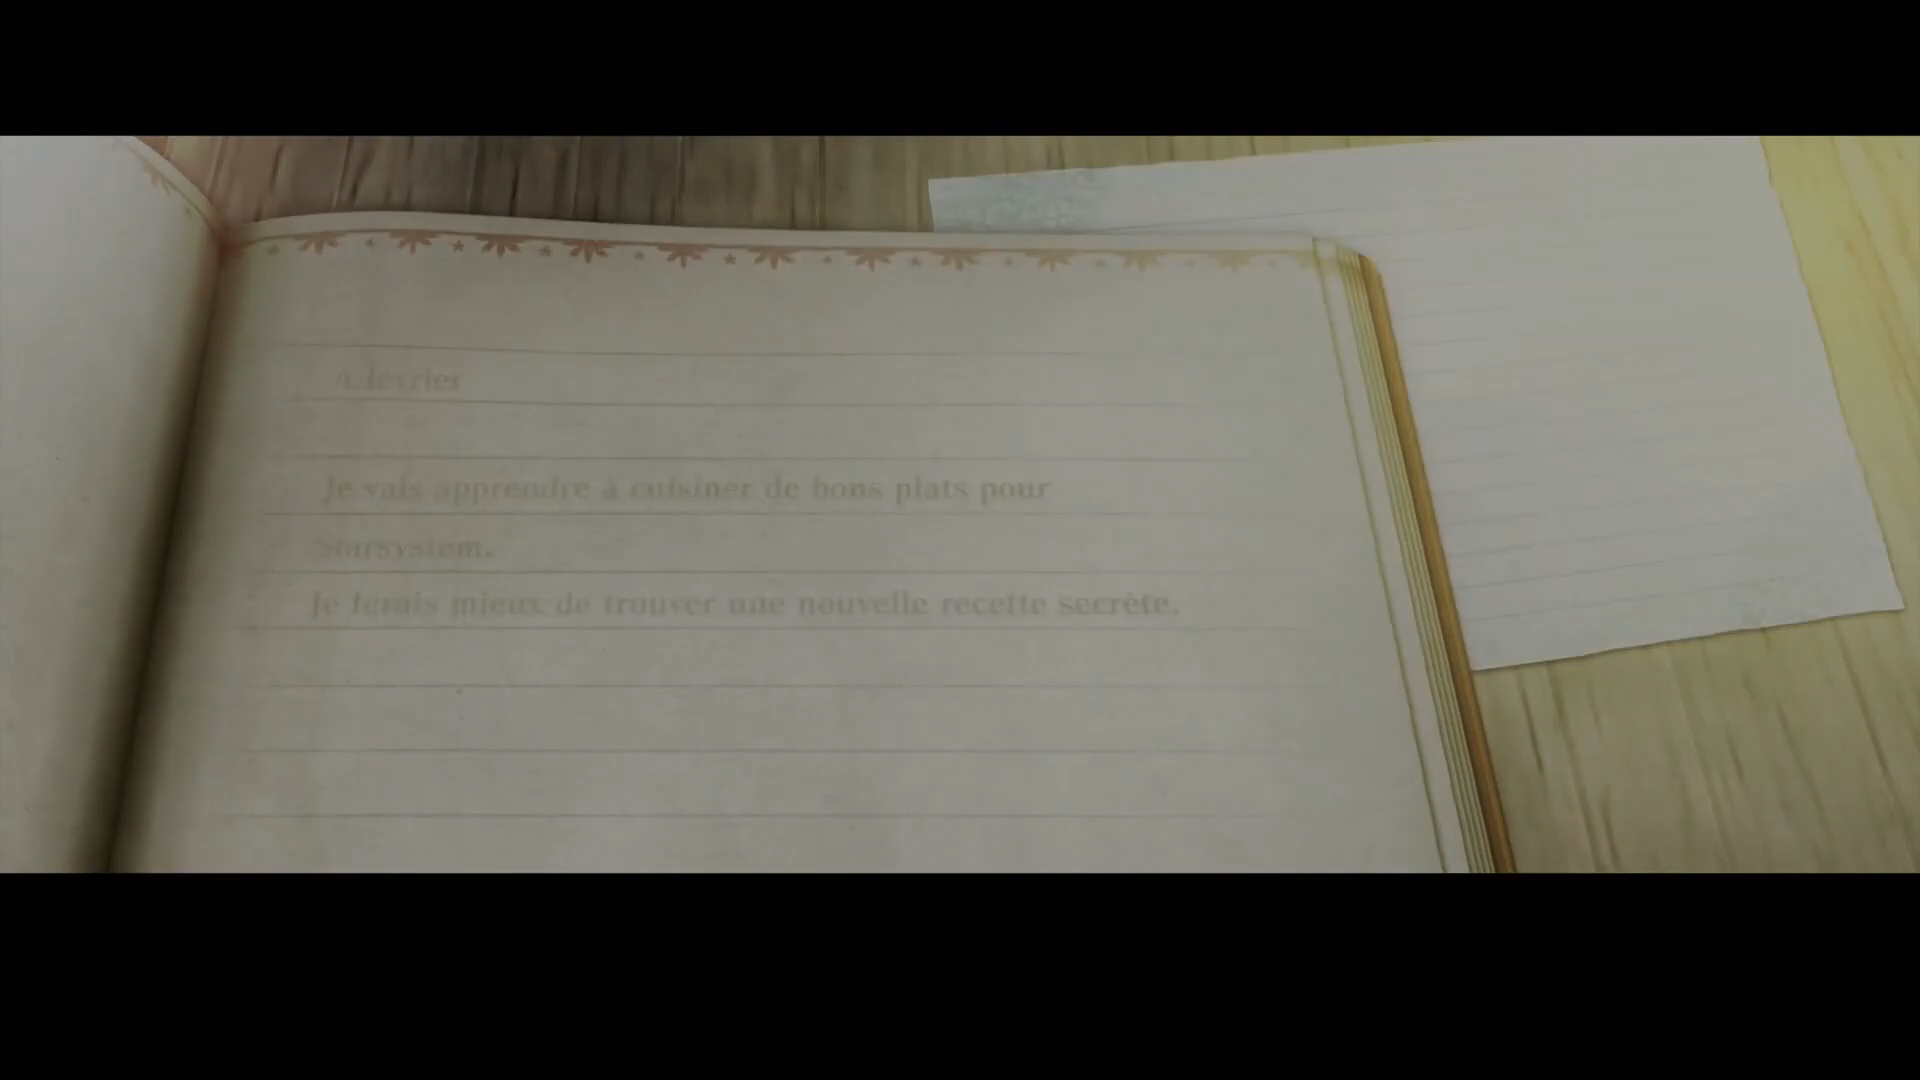 4 février
Je vais apprendre à cuisiner de bons plats pour
Starsystem.
Je ferais mieux de trouver une nouvelle recette secrète.